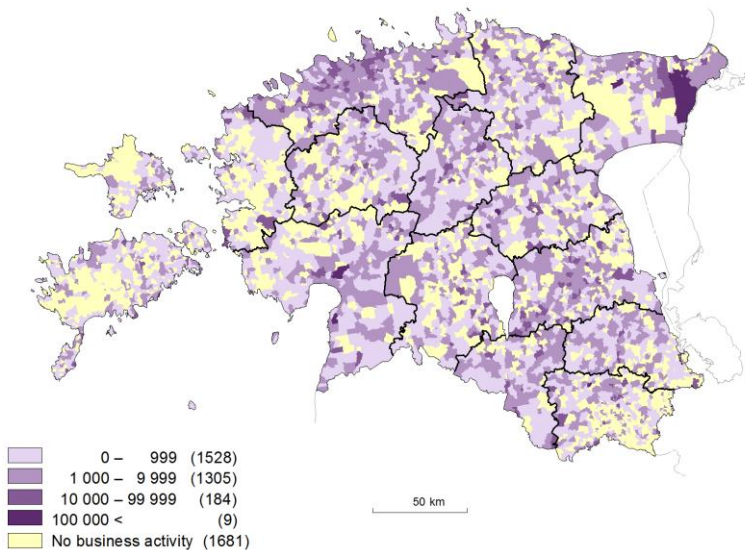 0 – 999 (1528)
1 000 – 9 999 (1305)
10 000 – 99 999 (184)
100 000 < (9)
No business activity (1681)
50 km